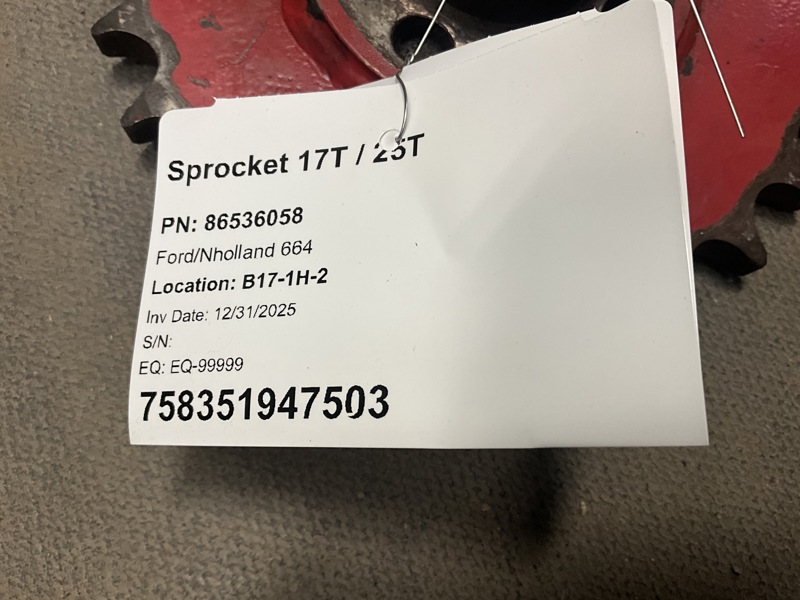 Sprocket 17T / 25T
PN: 86536058
Ford/Nholland 664
Location: B17-1H-2
Inv Date: 12/31/2025
S/N:
EQ: EQ-99999
758351947503